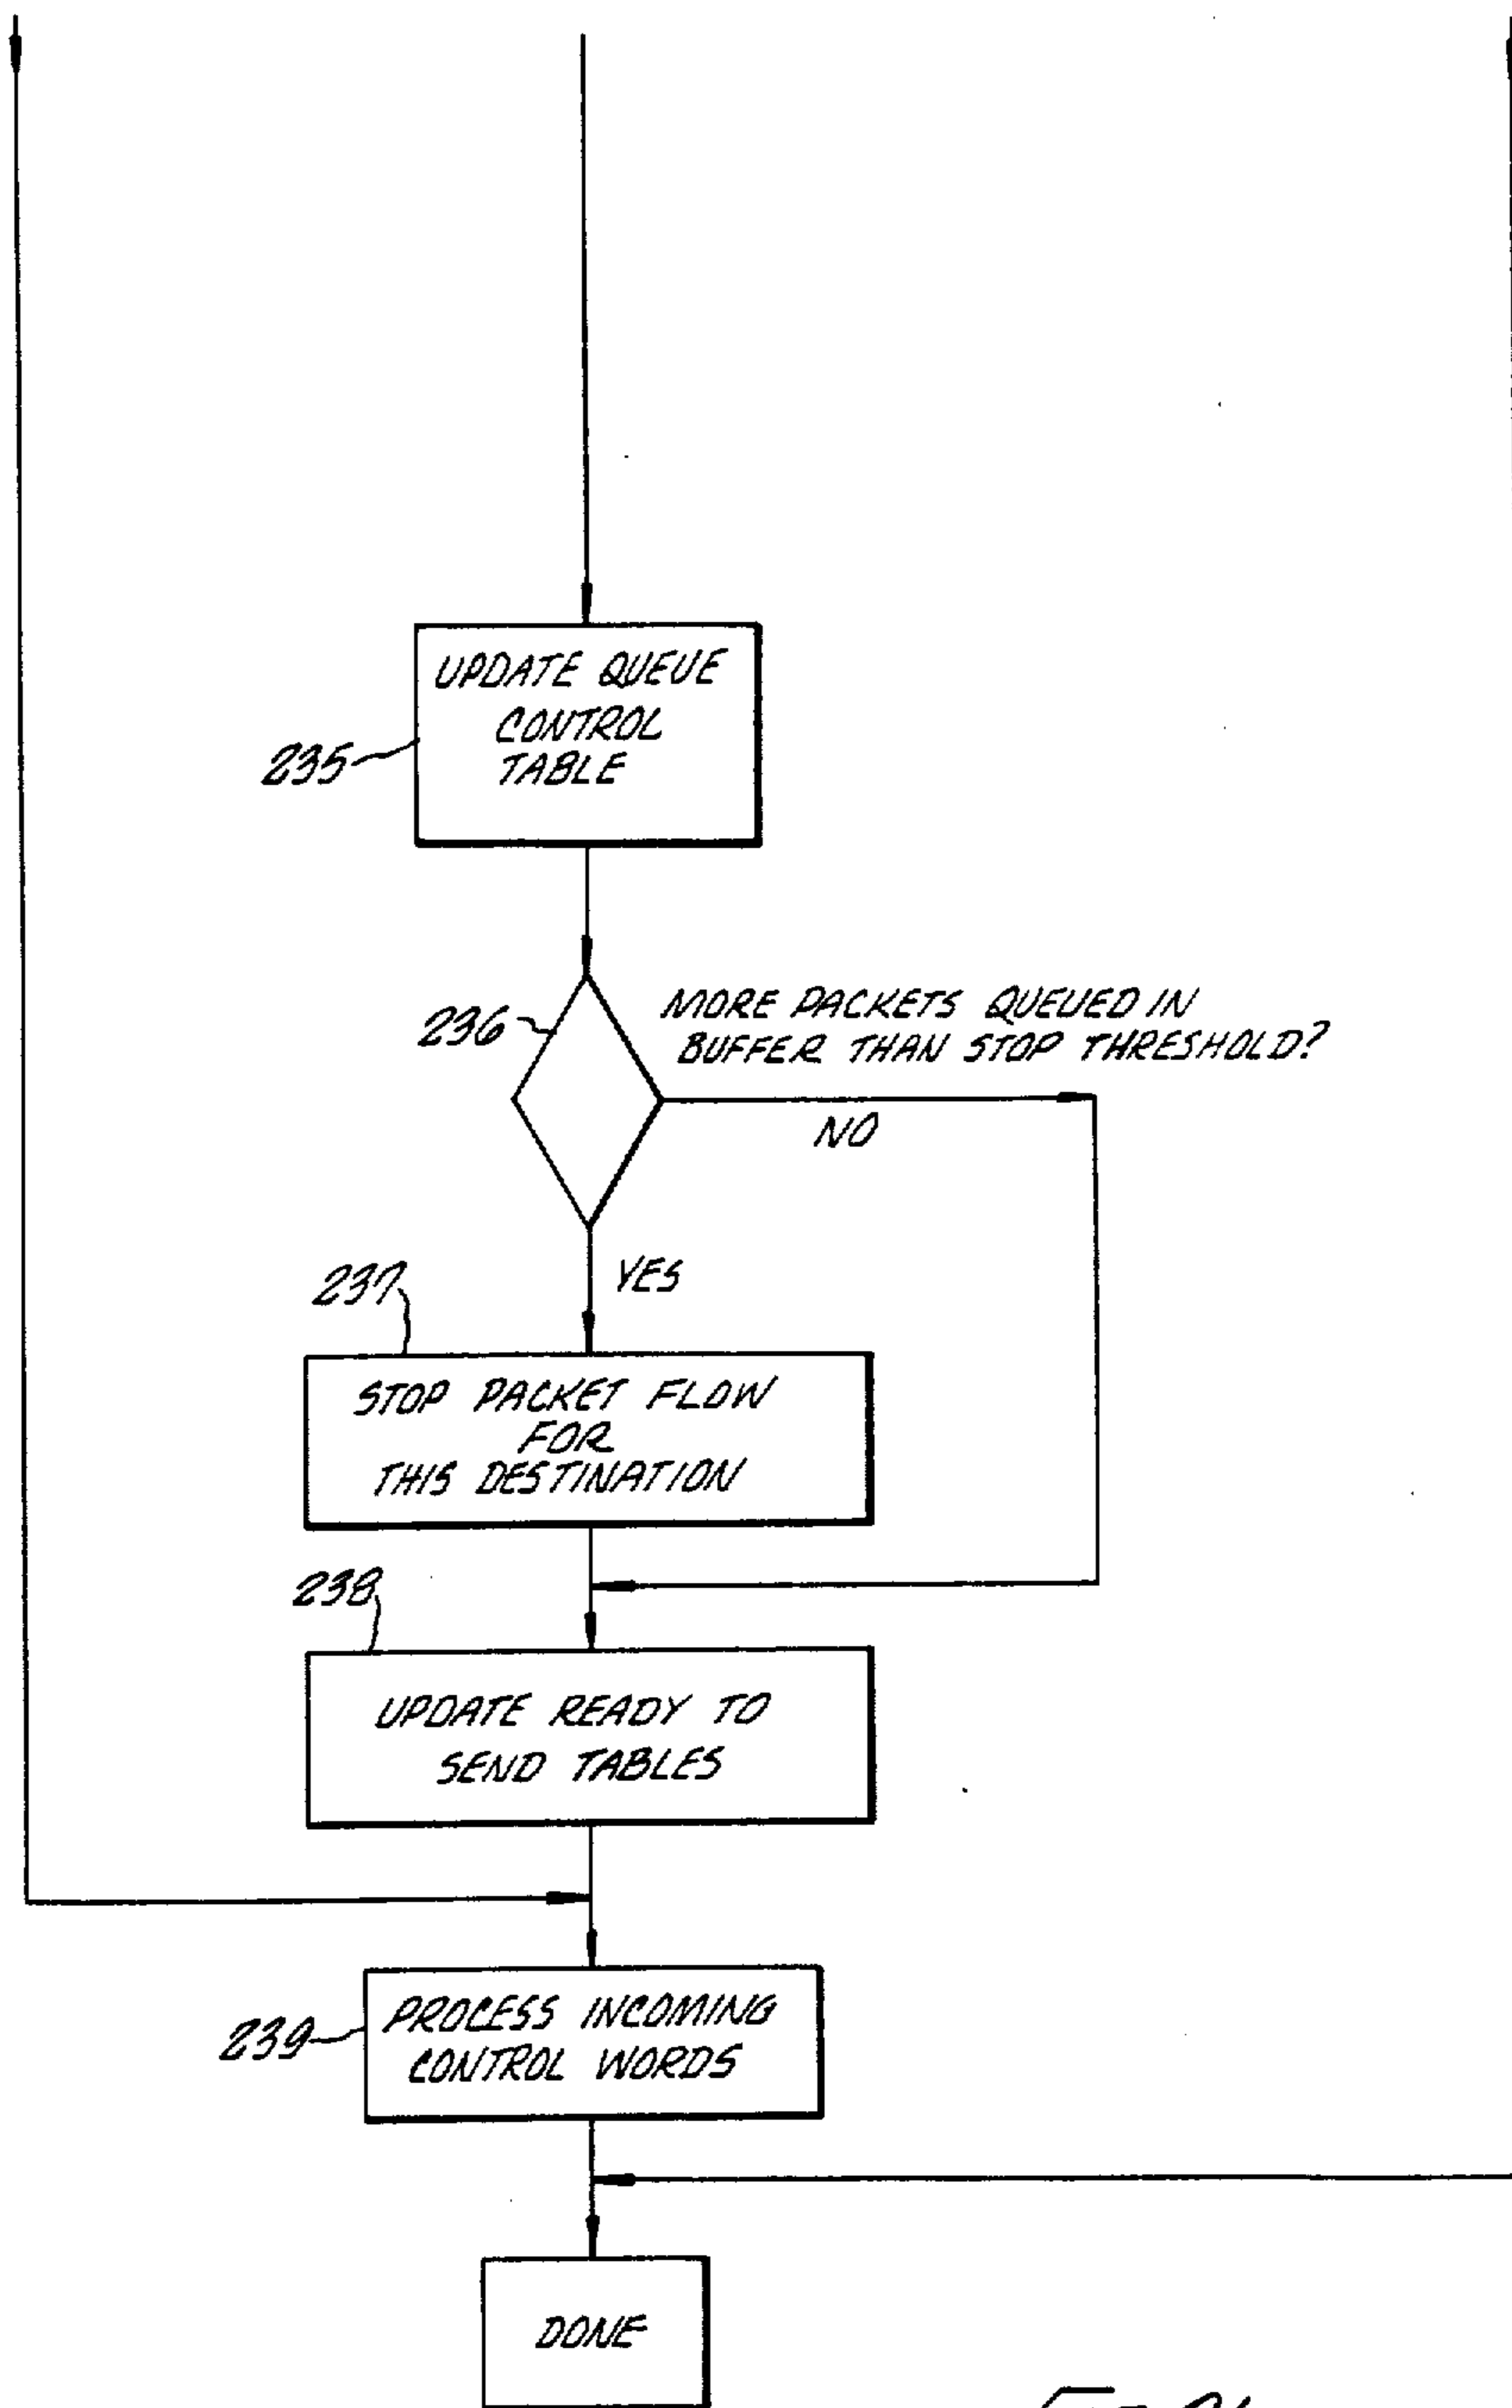 UPDATE QUEUE
CONTROL
TABLE
235
236
MORE PACKETS QUEUED IN
BUFFER THAN STOP THRESHOLD?
NO
YES
237
STOP PACKET FLOW
FOR
THIS DESTINATION
238
UPDATE READY TO
SEND TABLES
239
PROCESS INCOMING
CONTROL WORDS
DONE